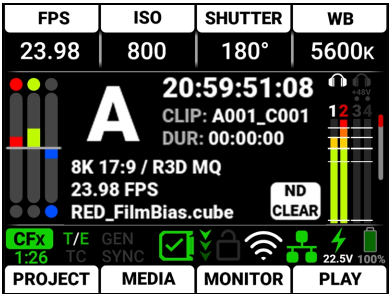 FPS ISO SHUTTER WB
23.98 800 180° 5600K
20:59:51:08
A
CLIP: A001_C001
DUR: 00:00:00
+48V
1 2 3 4
8K 17:9 / R3D MQ
23.98 FPS
RED_FilmBias.cube
ND
CLEAR
CFx T/E GEN
1:26 TC SYNC
22.5V 100%
PROJECT MEDIA MONITOR PLAY